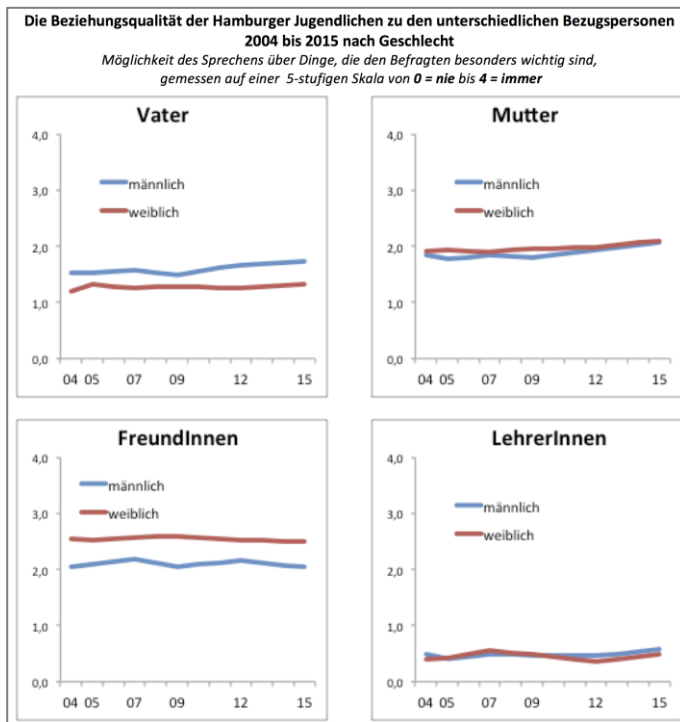 Die Beziehungsqualität der Hamburger Jugendlichen zu den unterschiedlichen Bezugspersonen
2004 bis 2015 nach Geschlecht
Möglichkeit des Sprechens über Dinge, die den Befragten besonders wichtig sind,
gemessen auf einer 5-stufigen Skala von 0 = nie bis 4 = immer
Vater
4,0
3,0
2,0
1,0
0,0
männlich
weiblich
04 05 07 09 12 15
Mutter
4,0
3,0
2,0
1,0
0,0
männlich
weiblich
04 05 07 09 12 15
FreundInnen
4,0
3,0
2,0
1,0
0,0
männlich
weiblich
04 05 07 09 12 15
LehrerInnen
4,0
3,0
2,0
1,0
0,0
männlich
weiblich
04 05 07 09 12 15